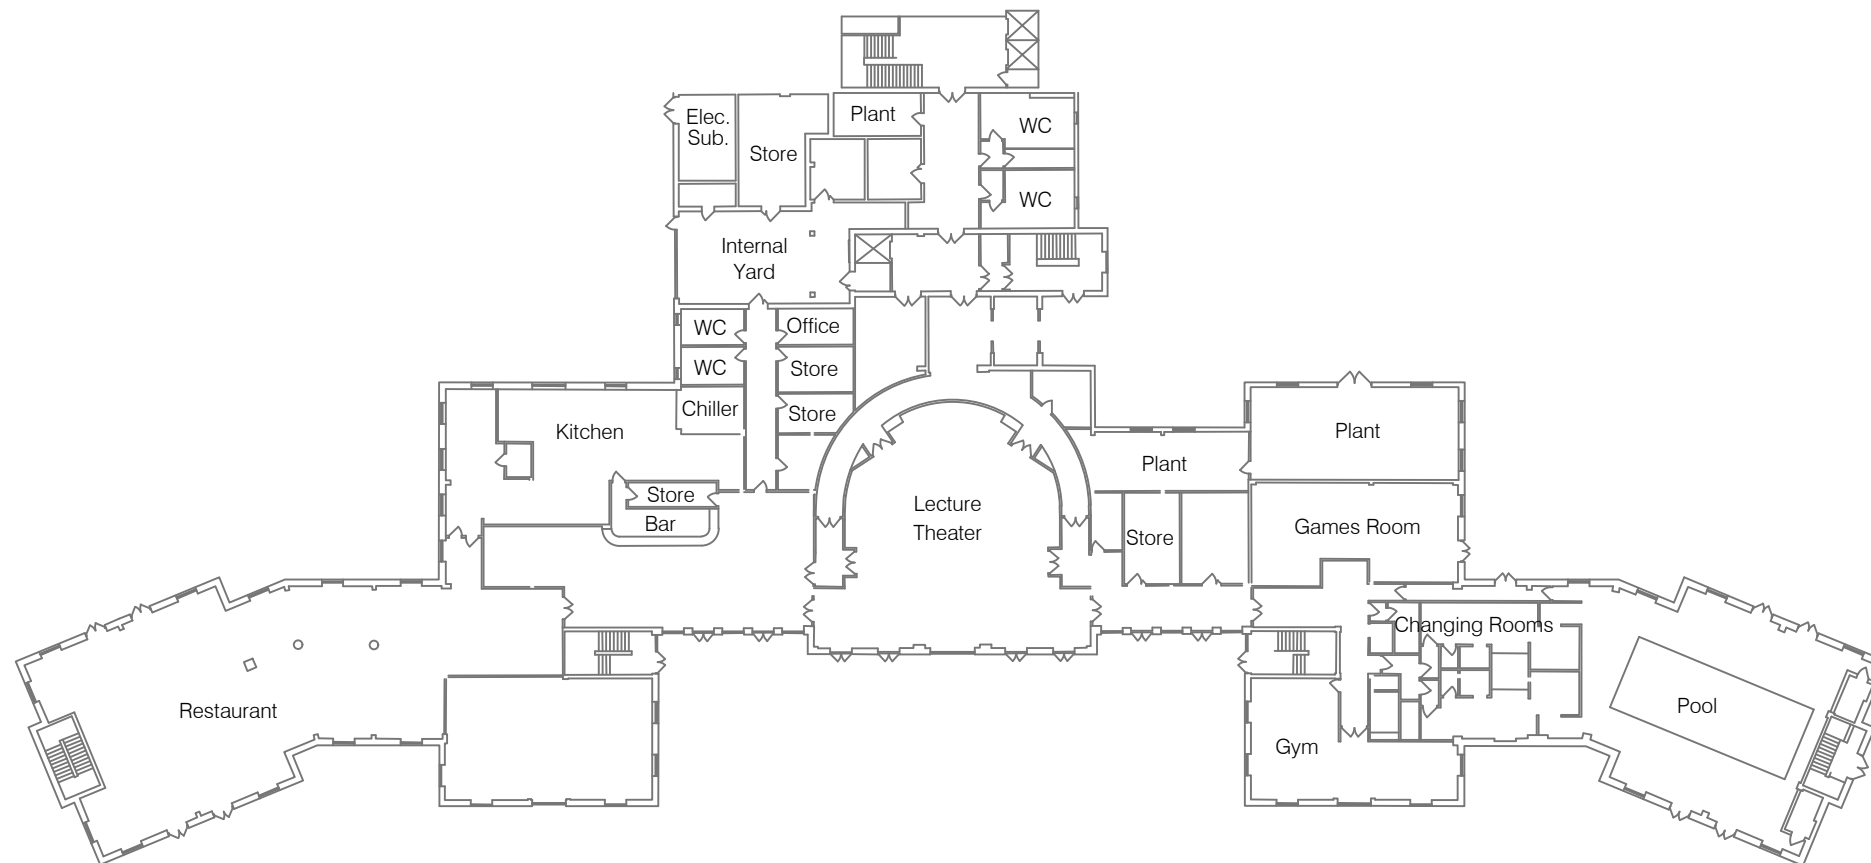 Elec.
Sub.
Store
Plant
WC
WC
Internal
Yard
WC
Office
WC
Store
Chiller
Store
Kitchen
Store
Bar
Lecture
Theater
Plant
Plant
Store
Games Room
Changing Rooms
Restaurant
Gym
Pool